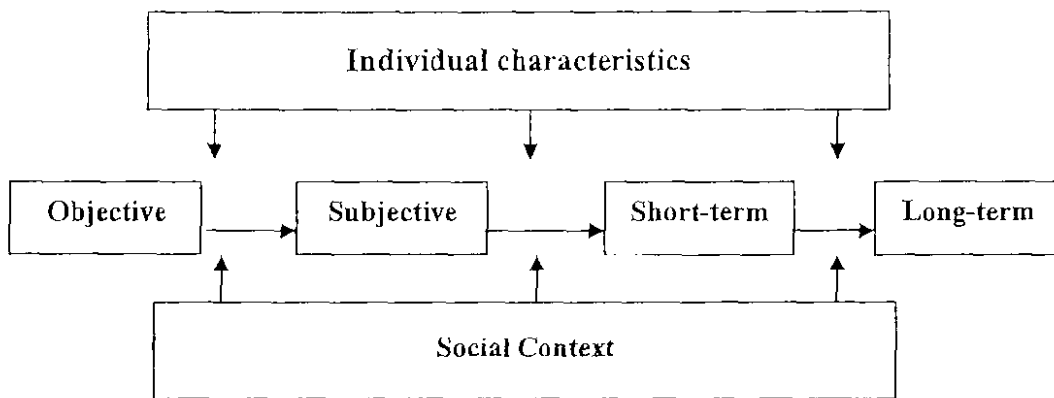 Individual characteristics
Objective
Subjective
Short-term
Long-term
Social Context